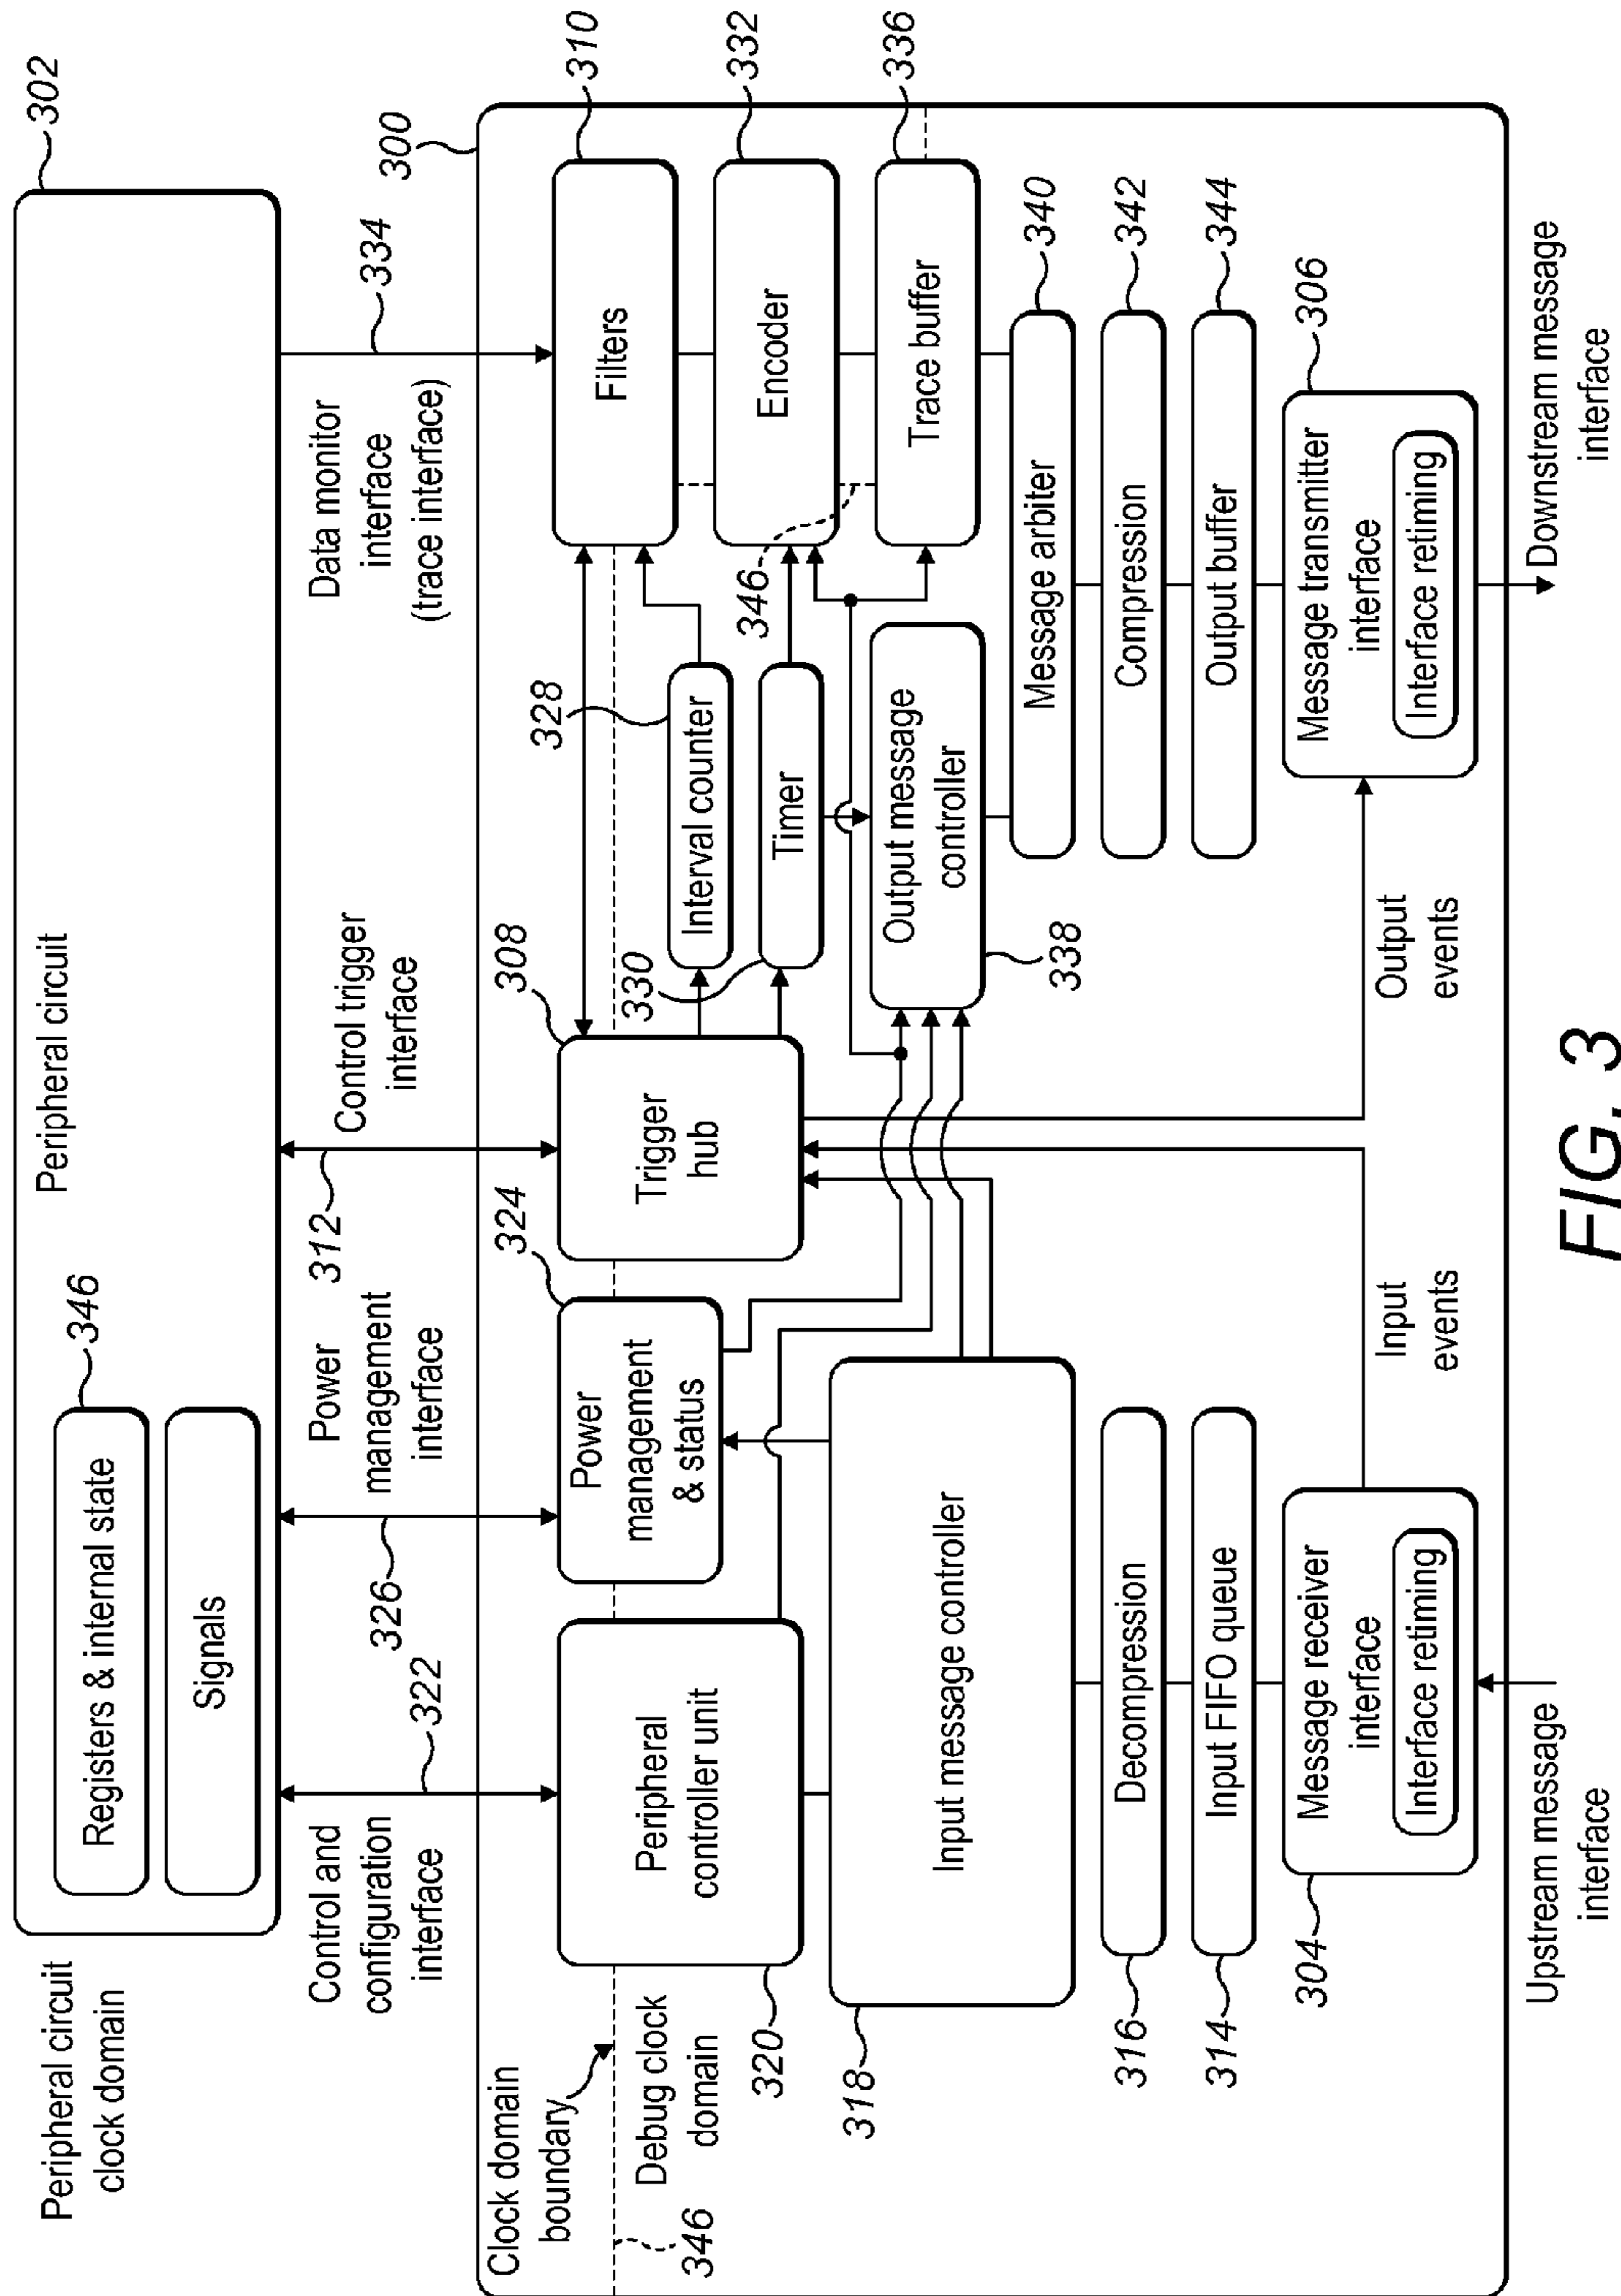 Peripheral circuit
clock domain
Peripheral circuit
302
Registers & internal state
346
Signals
Control and
configuration
interface
322
Power
management
interface
326
Control trigger
interface
312
Data monitor
interface
(trace interface)
334
300
Clock domain
boundary
Debug clock
domain
346
Peripheral
controller unit
320
Power
management
& status
324
Trigger
hub
308
328
Interval counter
330
Timer
Filters
310
Encoder
332
346
Trace buffer
336
Input message controller
318
Output message
controller
338
Message arbiter
340
Decompression
316
Compression
342
Input FIFO queue
314
Output buffer
344
Message receiver
interface
Interface retiming
304
Input
events
Output
events
Message transmitter
interface
Interface retiming
306
Upstream message
interface
Downstream message
interface
FIG. 3